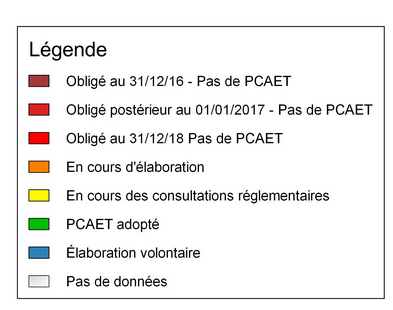 Légende
Obligé au 31/12/16 - Pas de PCAET
Obligé postérieur au 01/01/2017 - Pas de PCAET
Obligé au 31/12/18 Pas de PCAET
En cours d'élaboration
En cours des consultations réglementaires
PCAET adopté
Élaboration volontaire
Pas de données